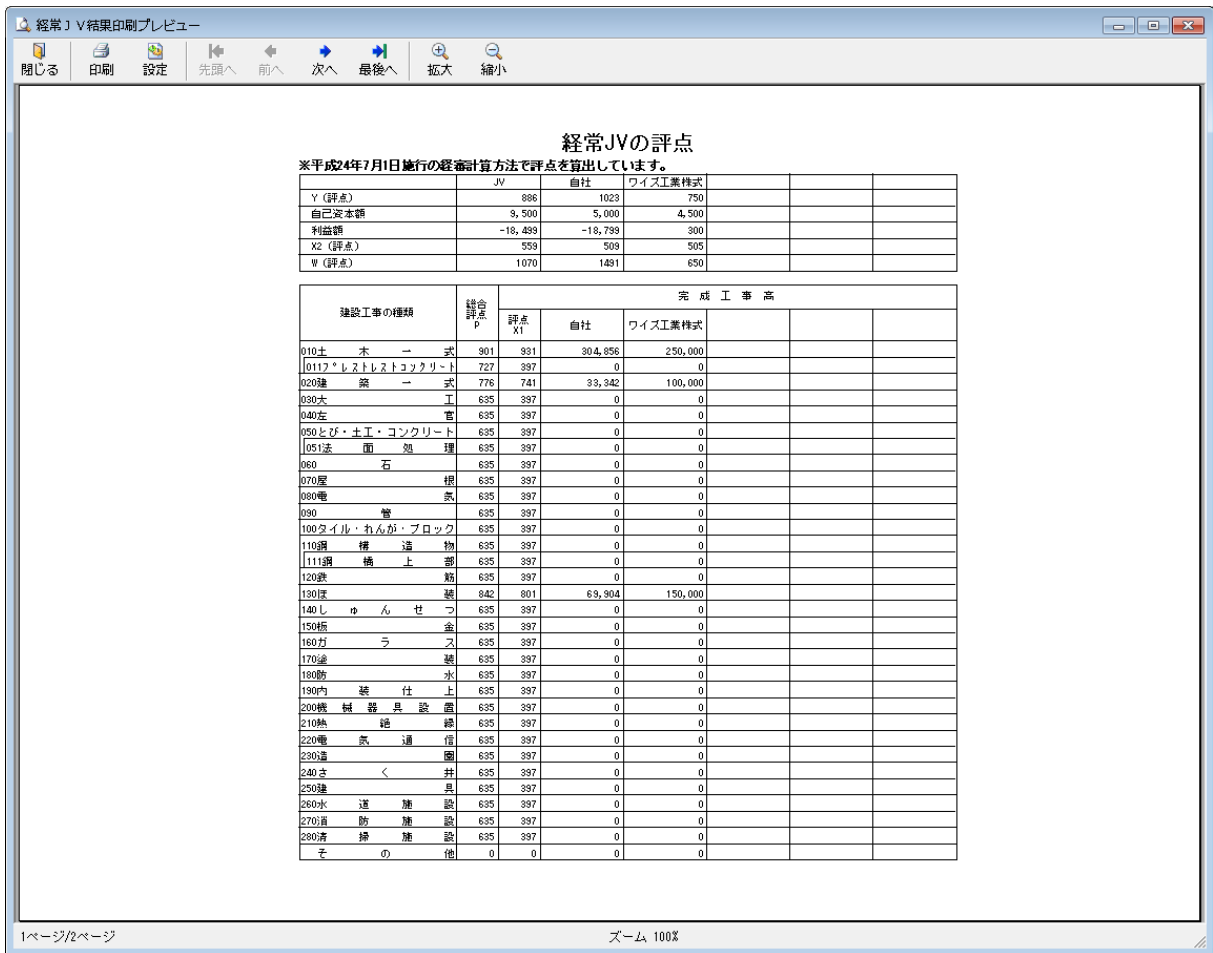 経常ＪＶ結果印刷プレビュー
閉じる 印刷 設定 先頭へ 前へ 次へ 最後へ 拡大 縮小
経常JVの評点
※平成24年7月1日施行の経審計算方法で評点を算出しています。
JV 自社 ワイズ工業株式
Y（評点） 886 1023 750
自己資本額 9,500 5,000 4,500
利益額 -18,499 -18,799 300
X2（評点） 559 509 505
W（評点） 1070 1491 650
建設工事の種類 総合評点P 完成工事高
評点X1 自社 ワイズ工業株式
010土木一式 901 931 304,856 250,000
011プレストレストコンクリート 727 397 0 0
020建築一式 776 741 33,342 100,000
030大工 635 397 0 0
040左官 635 397 0 0
050とび・土工・コンクリート 635 397 0 0
051法面処理 635 397 0 0
060石 635 397 0 0
070屋根 635 397 0 0
080電気 635 397 0 0
090管 635 397 0 0
100タイル・れんが・ブロック 635 397 0 0
110鋼構造物 635 397 0 0
111鋼橋上部 635 397 0 0
120鉄筋 635 397 0 0
130ほ装 842 801 69,904 150,000
140しゅんせつ 635 397 0 0
150板金 635 397 0 0
160ガラス 635 397 0 0
170塗装 635 397 0 0
180防水 635 397 0 0
190内装仕上 635 397 0 0
200機械器具設置 635 397 0 0
210熱絶縁 635 397 0 0
220電気通信 635 397 0 0
230造園 635 397 0 0
240さく井 635 397 0 0
250建具 635 397 0 0
260水道施設 635 397 0 0
270消防施設 635 397 0 0
280清掃施設 635 397 0 0
その他 0 0 0 0
1ページ/2ページ ズーム 100%